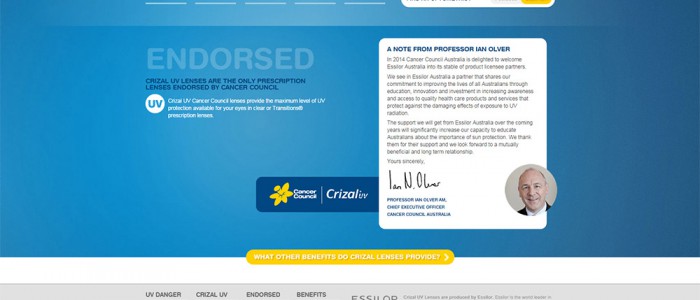 ENDORSED
CRIZAL UV LENSES ARE THE ONLY PRESCRIPTION
LENSES ENDORSED BY CANCER COUNCIL
UV
Crizal UV Cancer Council lenses provide the maximum level of UV
protection available for your eyes in clear or Transitions®
prescription lenses.
A NOTE FROM PROFESSOR IAN OLVER
In 2014 Cancer Council Australia is delighted to welcome
Essilor Australia into its stable of product licensee partners.
We see in Essilor Australia a partner that shares our
commitment to improving the lives of all Australians through
education, innovation and investment in increasing awareness
and access to quality health care products and services that
protect against the damaging effects of exposure to UV
radiation.
The support we will get from Essilor Australia over the coming
years will significantly increase our capacity to educate
Australians about the importance of sun protection. We thank
them for their support and we look forward to a mutually
beneficial and long term relationship.
Yours sincerely,
Ian N. Olver
PROFESSOR IAN OLVER AM,
CHIEF EXECUTIVE OFFICER
CANCER COUNCIL AUSTRALIA
Cancer
Council
Crizal UV
WHAT OTHER BENEFITS DO CRIZAL LENSES PROVIDE?
UV DANGER CRIZAL UV ENDORSED BENEFITS
ESSILOR
Crizal UV Lenses are produced by Essilor. Essilor is the world leader in